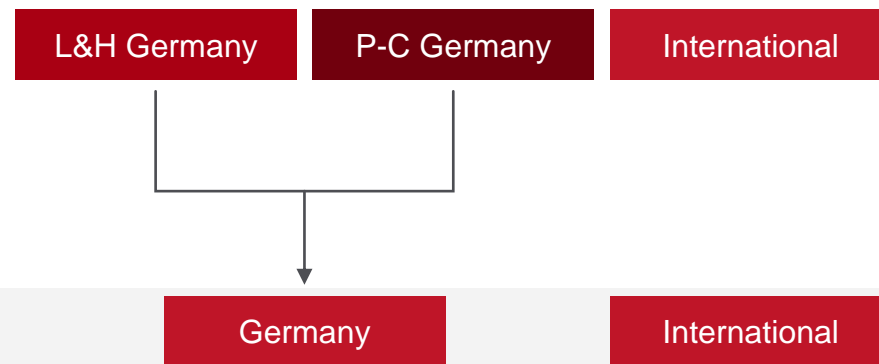 L&H Germany
P-C Germany
International
Germany
International